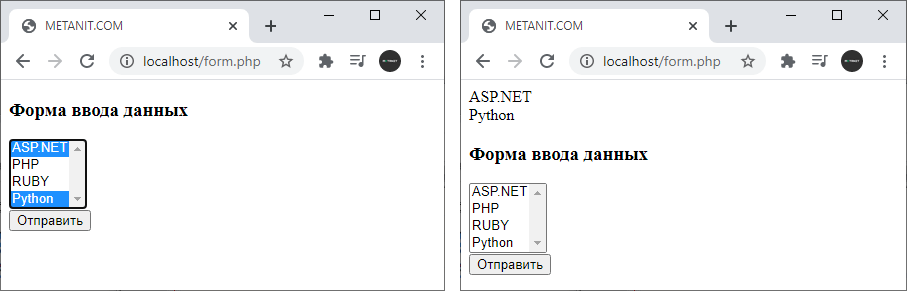 METANIT.COM
localhost/form.php
Форма ввода данных
ASP.NET
PHP
RUBY
Python
Отправить
METANIT.COM
localhost/form.php
ASP.NET
Python
Форма ввода данных
ASP.NET
PHP
RUBY
Python
Отправить